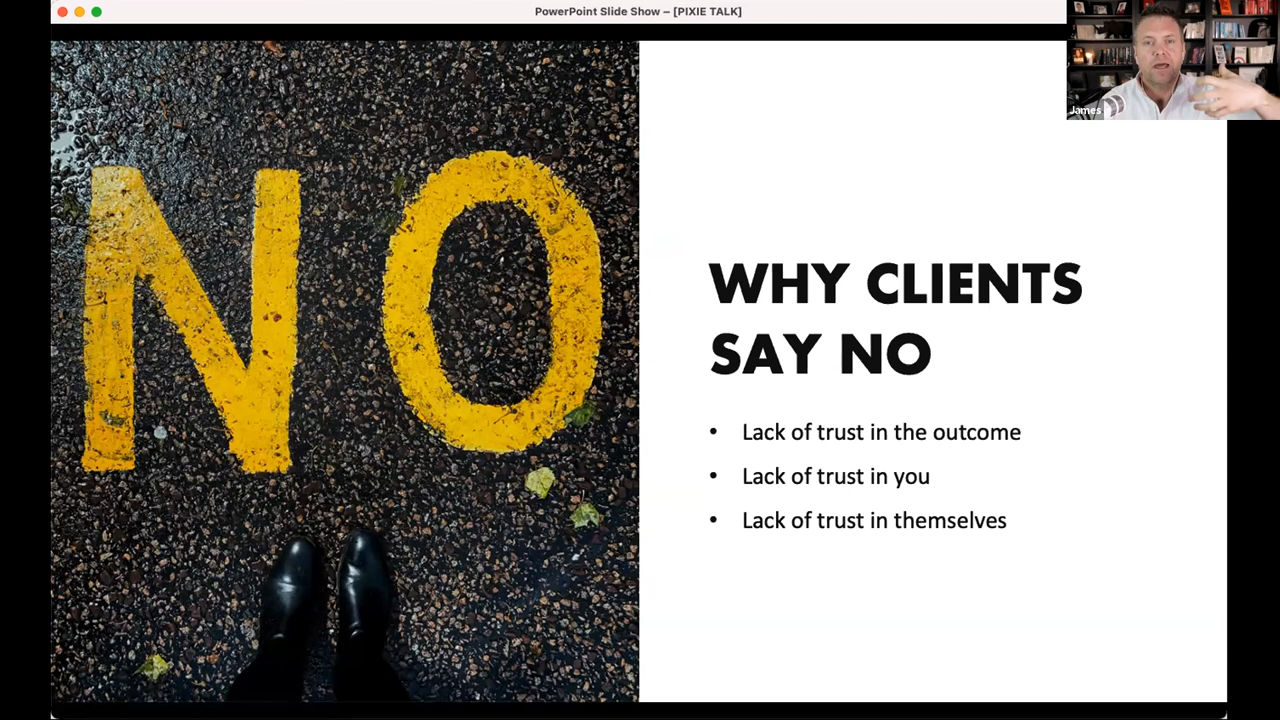 PowerPoint Slide Show – [PIXIE TALK]
James
NO
WHY CLIENTS
SAY NO
• Lack of trust in the outcome
• Lack of trust in you
• Lack of trust in themselves